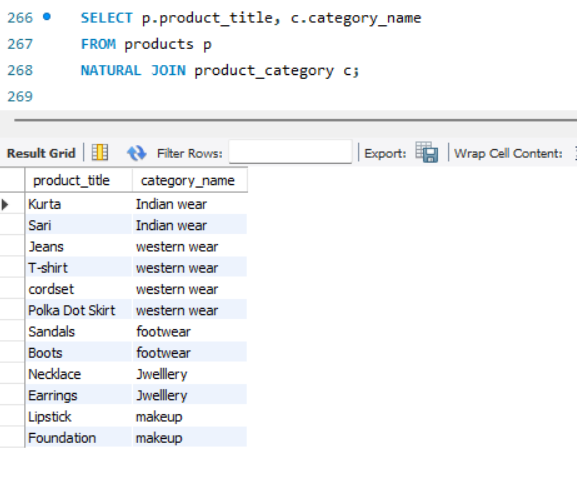 266 SELECT p.product_title, c.category_name
267 FROM products p
268 NATURAL JOIN product_category c;
269
Result Grid Filter Rows: Export: Wrap Cell Content:
product_title category_name
Kurta Indian wear
Sari Indian wear
Jeans western wear
T-shirt western wear
cordset western wear
Polka Dot Skirt western wear
Sandals footwear
Boots footwear
Necklace Jwelllery
Earrings Jwelllery
Lipstick makeup
Foundation makeup